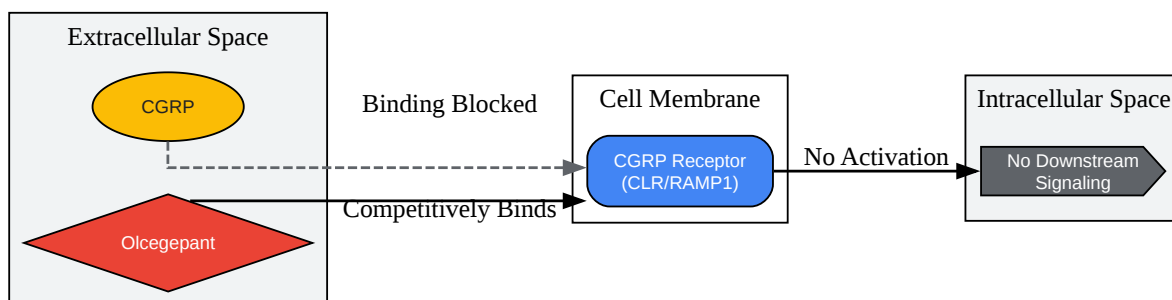 Extracellular Space
CGRP
Olcegepant
Binding Blocked
Competitively Binds
Cell Membrane
CGRP Receptor
(CLR/RAMP1)
No Activation
Intracellular Space
No Downstream
Signaling